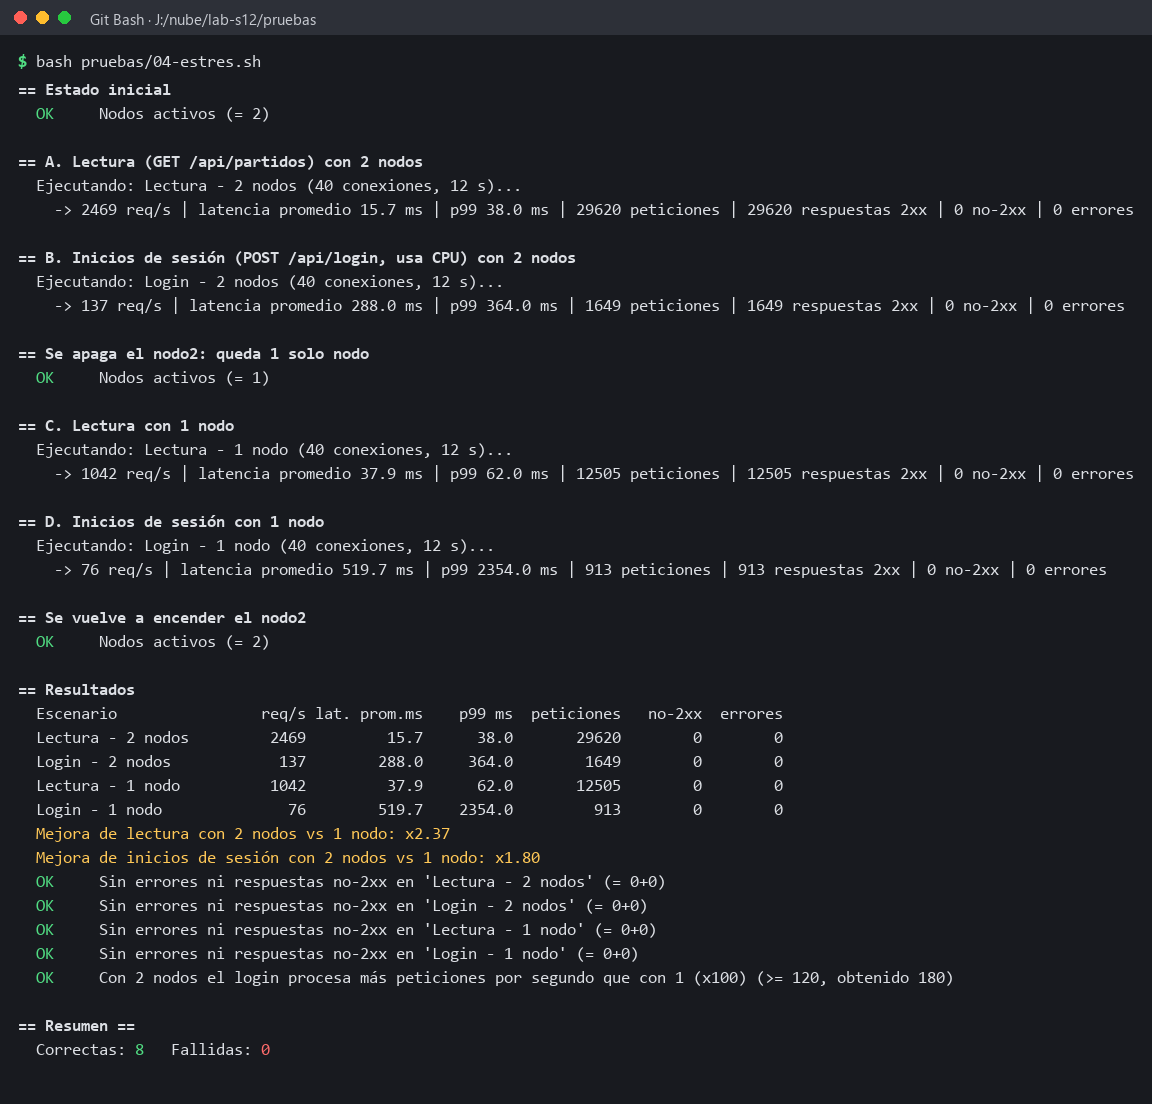 Git Bash · J:/nube/lab-s12/pruebas
$ bash pruebas/04-estres.sh
== Estado inicial
OK Nodos activos (= 2)
== A. Lectura (GET /api/partidos) con 2 nodos
Ejecutando: Lectura - 2 nodos (40 conexiones, 12 s)...
-> 2469 req/s | latencia promedio 15.7 ms | p99 38.0 ms | 29620 peticiones | 29620 respuestas 2xx | 0 no-2xx | 0 errores
== B. Inicios de sesión (POST /api/login, usa CPU) con 2 nodos
Ejecutando: Login - 2 nodos (40 conexiones, 12 s)...
-> 137 req/s | latencia promedio 288.0 ms | p99 364.0 ms | 1649 peticiones | 1649 respuestas 2xx | 0 no-2xx | 0 errores
== Se apaga el nodo2: queda 1 solo nodo
OK Nodos activos (= 1)
== C. Lectura con 1 nodo
Ejecutando: Lectura - 1 nodo (40 conexiones, 12 s)...
-> 1042 req/s | latencia promedio 37.9 ms | p99 62.0 ms | 12505 peticiones | 12505 respuestas 2xx | 0 no-2xx | 0 errores
== D. Inicios de sesión con 1 nodo
Ejecutando: Login - 1 nodo (40 conexiones, 12 s)...
-> 76 req/s | latencia promedio 519.7 ms | p99 2354.0 ms | 913 peticiones | 913 respuestas 2xx | 0 no-2xx | 0 errores
== Se vuelve a encender el nodo2
OK Nodos activos (= 2)
== Resultados
Escenario req/s lat. prom.ms p99 ms peticiones no-2xx errores
Lectura - 2 nodos 2469 15.7 38.0 29620 0 0
Login - 2 nodos 137 288.0 364.0 1649 0 0
Lectura - 1 nodo 1042 37.9 62.0 12505 0 0
Login - 1 nodo 76 519.7 2354.0 913 0 0
Mejora de lectura con 2 nodos vs 1 nodo: x2.37
Mejora de inicios de sesión con 2 nodos vs 1 nodo: x1.80
OK Sin errores ni respuestas no-2xx en 'Lectura - 2 nodos' (= 0+0)
OK Sin errores ni respuestas no-2xx en 'Login - 2 nodos' (= 0+0)
OK Sin errores ni respuestas no-2xx en 'Lectura - 1 nodo' (= 0+0)
OK Sin errores ni respuestas no-2xx en 'Login - 1 nodo' (= 0+0)
OK Con 2 nodos el login procesa más peticiones por segundo que con 1 (x100) (>= 120, obtenido 180)
== Resumen ==
Correctas: 8 Fallidas: 0